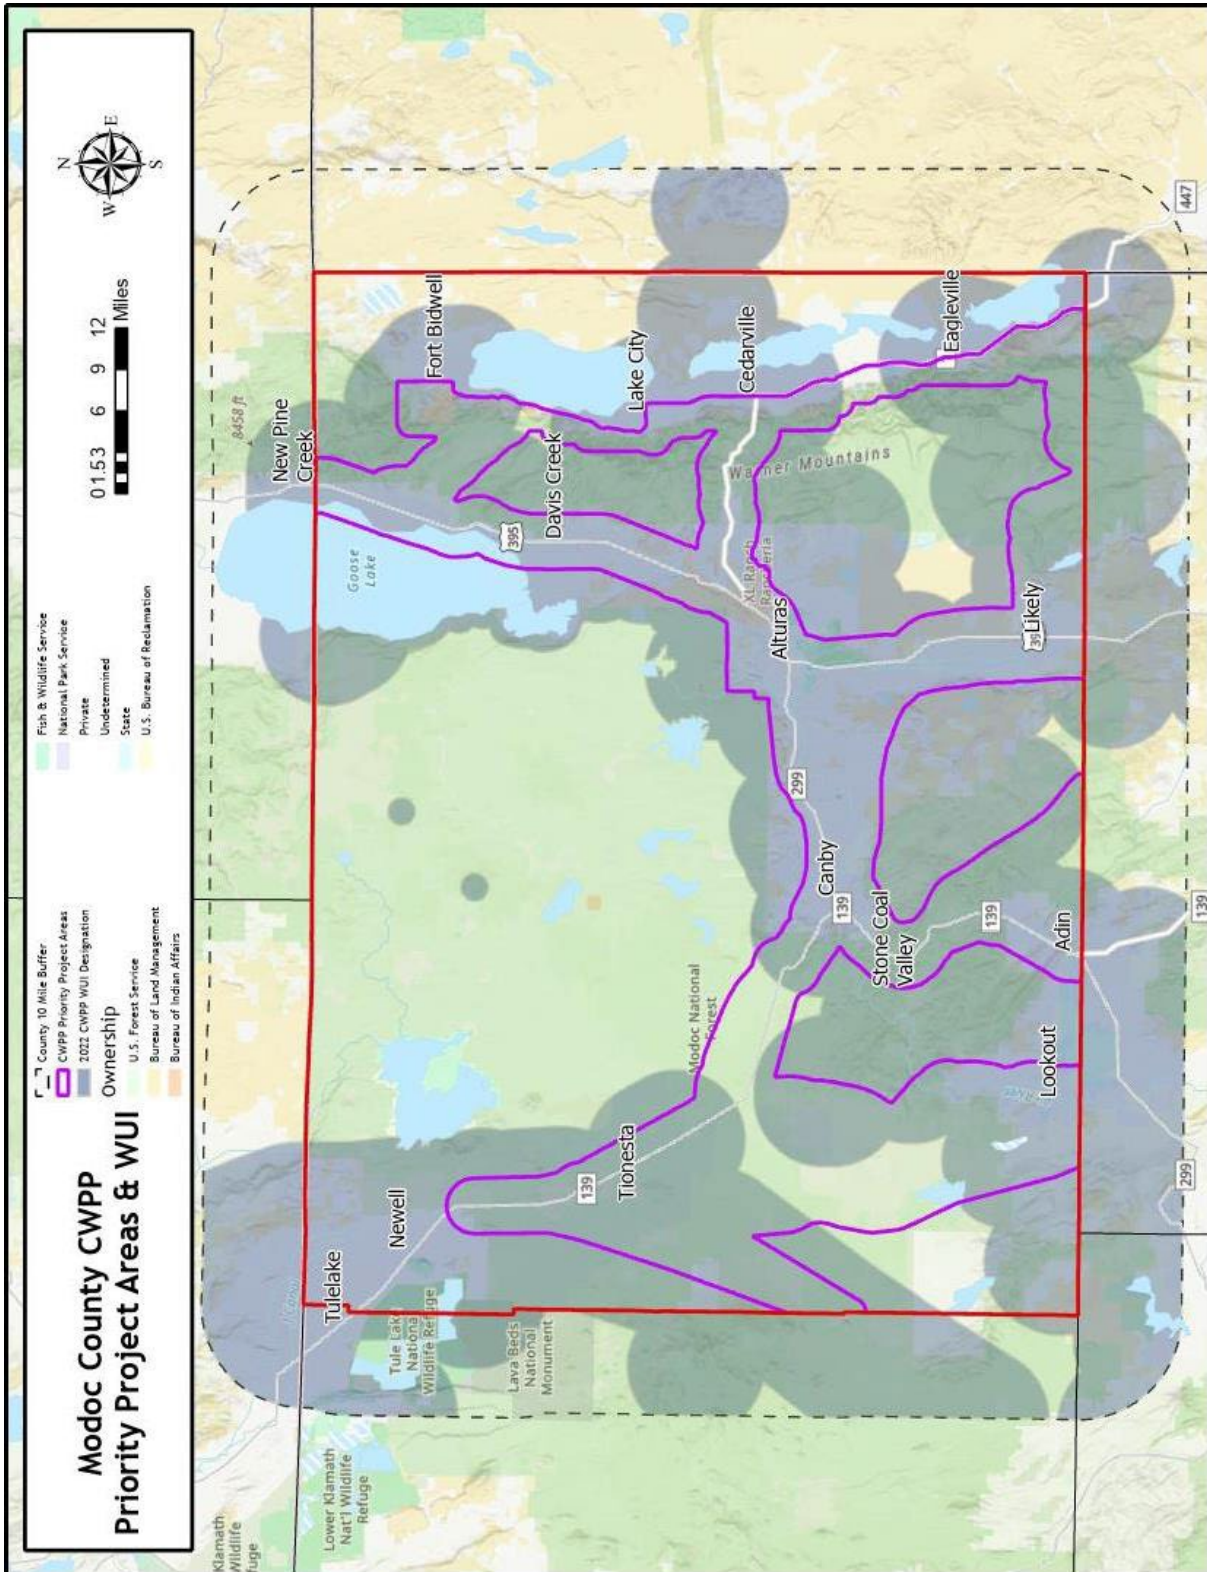 Modoc County CWPP
Priority Project Areas & WUI
County 10 Mile Buffer
CWPP Priority Project Areas
2022 CWPP WUI Designation
Ownership
U.S. Forest Service
Bureau of Land Management
Bureau of Indian Affairs
Fish & Wildlife Service
National Park Service
Private
Undetermined
State
U.S. Bureau of Reclamation
0 1.5 3 6 9 12
Miles
N
W E
S
Klamath
Wildlife
fuge
Lower Klamath
Nat'l Wildlife
Refuge
Tulelake
Newell
Tule Lake
National
Wildlife Refuge
Lava Beds
National
Monument
139
Tionesta
Modoc National
Forest
Goose
Lake
New Pine
Creek
8458 ft
Fort Bidwell
395
Davis Creek
Lake City
Cedarville
Warner Mountains
XL Ranch
Rancheria
Alturas
299
Canby
139
Stone Coal
Valley
139
Adin
Lookout
299
139
39
Likely
Eagleville
447